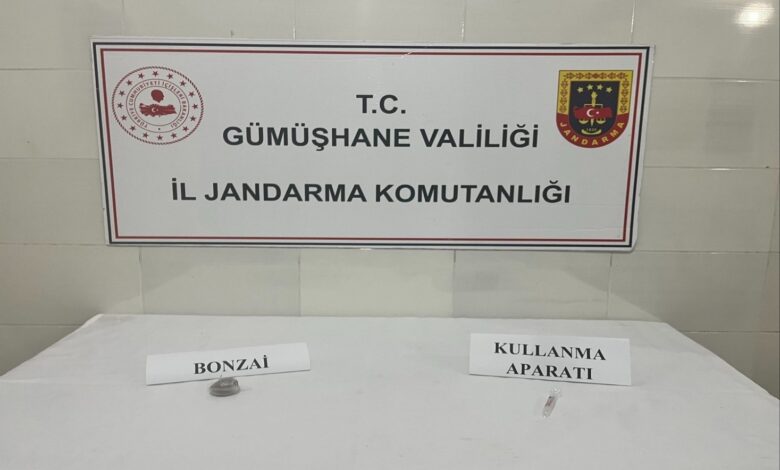 T.C.
GÜMÜŞHANE VALİLİĞİ
İL JANDARMA KOMUTANLIĞI
JANDARMA
BONZAİ
KULLANMA
APARATI